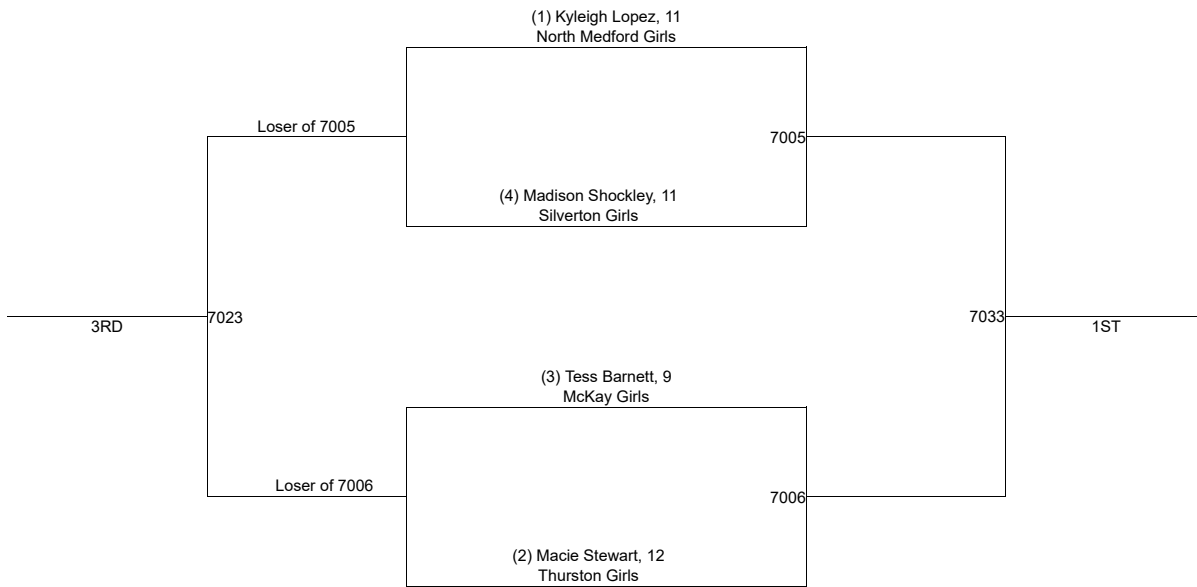 (1) Kyleigh Lopez, 11
North Medford Girls
Loser of 7005
7005
(4) Madison Shockley, 11
Silverton Girls
7023
3RD
7033
1ST
(3) Tess Barnett, 9
McKay Girls
Loser of 7006
7006
(2) Macie Stewart, 12
Thurston Girls